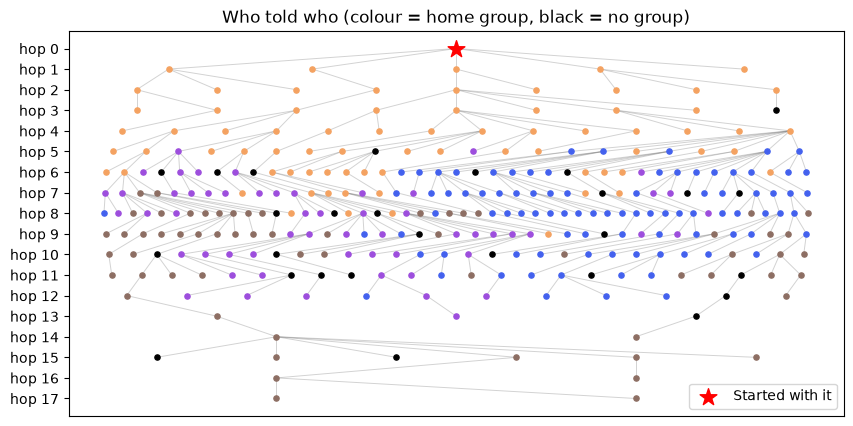 Who told who (colour = home group, black = no group)
hop 0
hop 1
hop 2
hop 3
hop 4
hop 5
hop 6
hop 7
hop 8
hop 9
hop 10
hop 11
hop 12
hop 13
hop 14
hop 15
hop 16
hop 17
Started with it